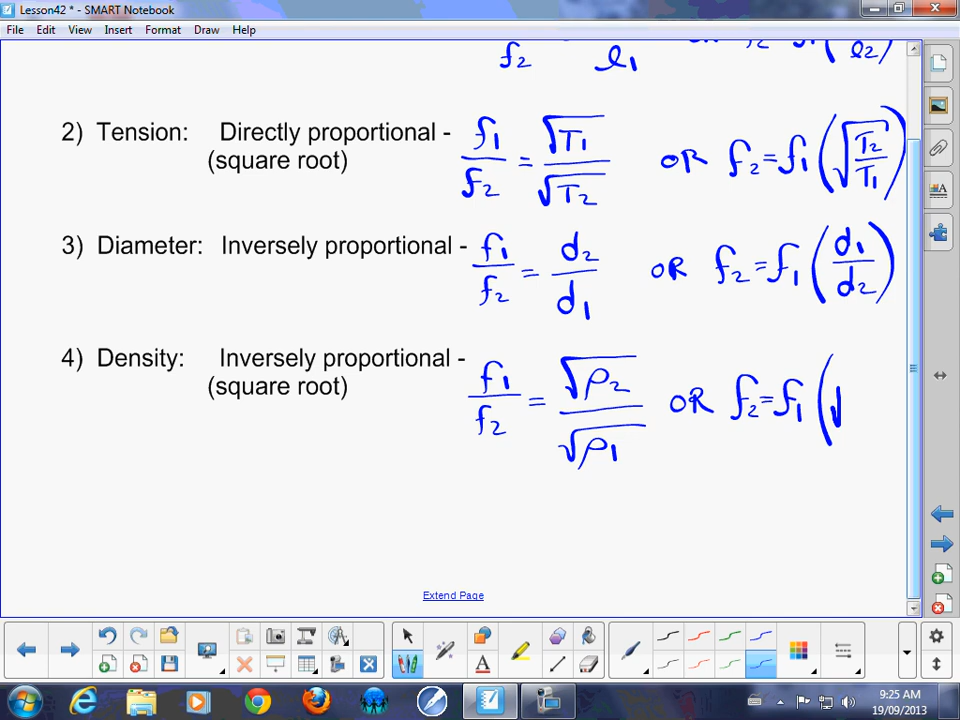 Lesson42 * - SMART Notebook
File Edit View Insert Format Draw Help
f2 l1 l2
2) Tension: Directly proportional - f1/f2 = √T1/√T2 OR f2 = f1(√T2/T1)
(square root)
3) Diameter: Inversely proportional - f1/f2 = d2/d1 OR f2 = f1(d1/d2)
4) Density: Inversely proportional - f1/f2 = √ρ2/√ρ1 OR f2 = f1(√
(square root)
Extend Page
9:25 AM
19/09/2013